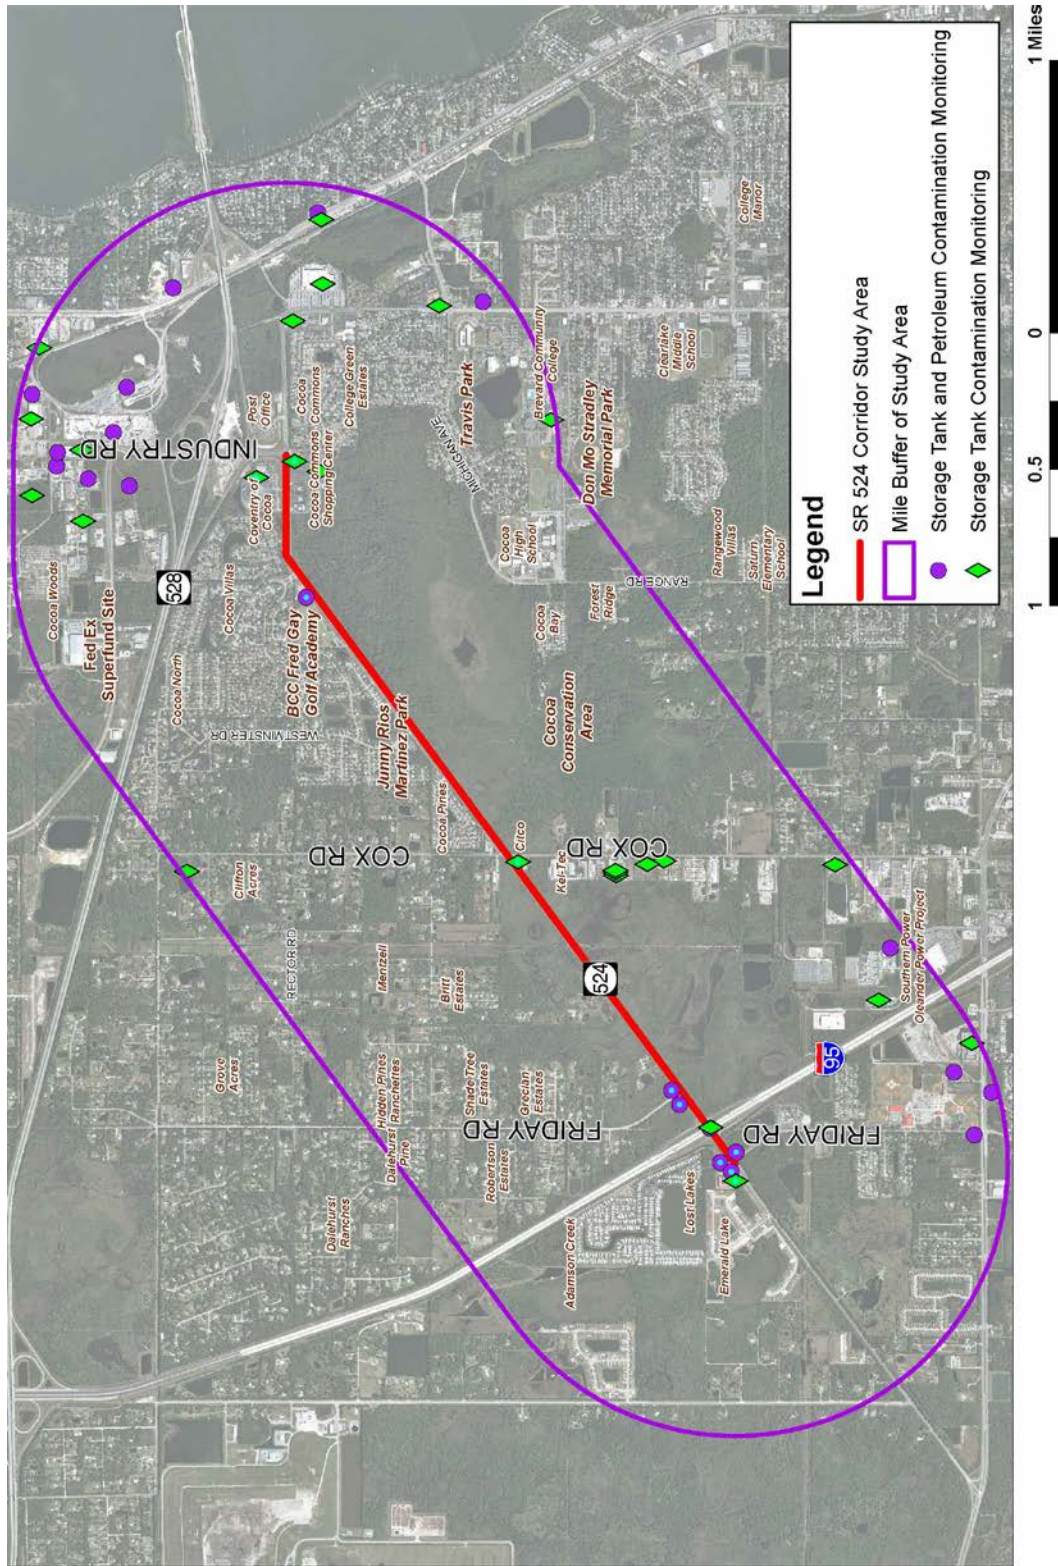 Cocoa Woods
Fed Ex
Superfund Site
INDUSTRY RD
528
Cocoa North
Cocoa Villas
Coventry of
Cocoa
Post
Office
Cocoa
Commons
Cocoa Commons
Shopping Center
College Green
Estates
WESTMINSTER DR
BCC Fred Gay
Golf Academy
Junny Rios
Martinez Park
MICHIGAN AVE
Travis Park
Clifton
Acres
COX RD
Cocoa Pines
Cocoa
High
School
Brevard Community
College
RECTOR RD
Citco
Cocoa
Bay
Don Mo Stradley
Memorial Park
Kel-Tec
COX RD
Cocoa
Conservation
Area
Forest
Ridge
RANGE RD
Clearlake
Middle
School
Menizell
Britt
Estates
524
Rangewood
Villas
Saturn
Elementary
School
College
Manor
Grove
Acres
Hidden Pines
Ranchettes
ShadeTree
Estates
Grecian
Estates
Dalehurst
Pine
FRIDAY RD
Robertson
Estates
Dalehurst
Ranches
95
FRIDAY RD
Southern Power
Oleander Power Project
Adamson Creek
Lost Lakes
Emerald Lake
Legend
SR 524 Corridor Study Area
Mile Buffer of Study Area
Storage Tank and Petroleum Contamination Monitoring
Storage Tank Contamination Monitoring
1 0.5 0 1 Miles